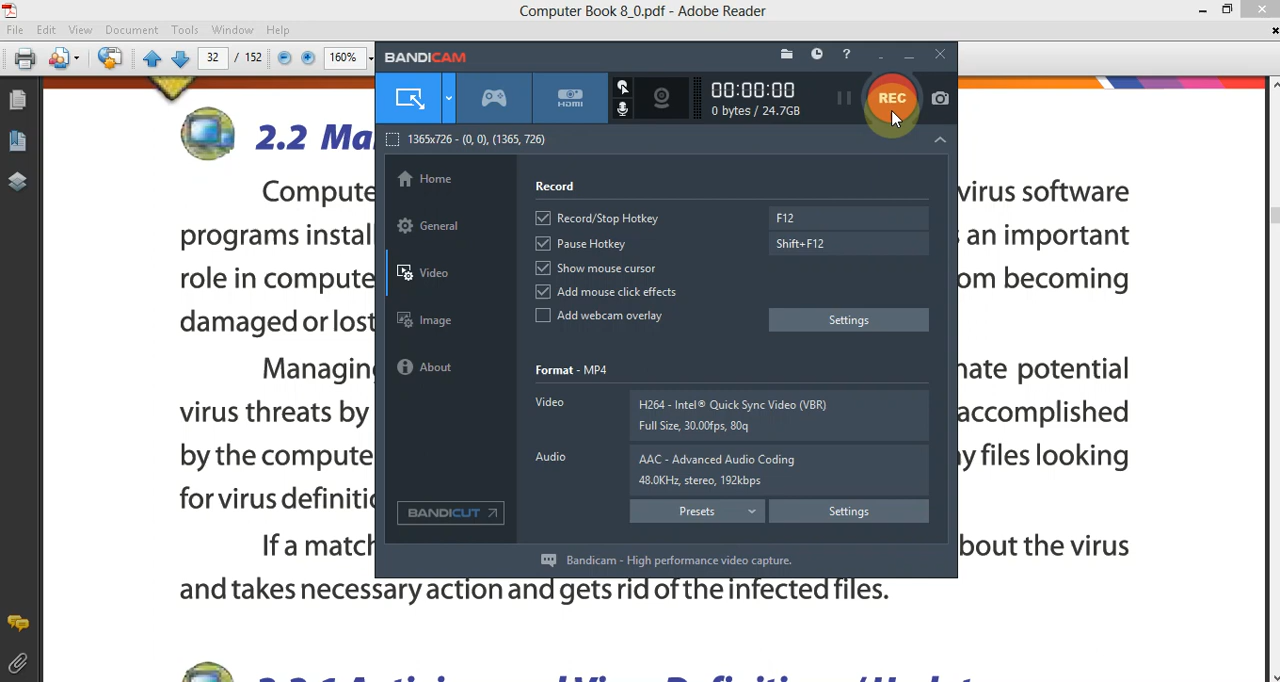 Computer Book 8_0.pdf - Adobe Reader
File Edit View Document Tools Window Help
32 / 152 160%
BANDICAM
?
HDMI
00:00:00
0 bytes / 24.7GB
REC
1365x726 - (0, 0), (1365, 726)
Home
General
Video
Image
About
BANDICUT
Record
Record/Stop Hotkey F12
Pause Hotkey Shift+F12
Show mouse cursor
Add mouse click effects
Add webcam overlay
Settings
Format - MP4
Video
H264 - Intel® Quick Sync Video (VBR)
Full Size, 30.00fps, 80q
Audio
AAC - Advanced Audio Coding
48.0KHz, stereo, 192kbps
Presets Settings
Bandicam - High performance video capture.
2.2 Ma
Compute virus software
programs instal s an important
role in compute om becoming
damaged or lost
Managing nate potential
virus threats by accomplished
by the compute y files looking
for virus definiti
If a match bout the virus
and takes necessary action and gets rid of the infected files.